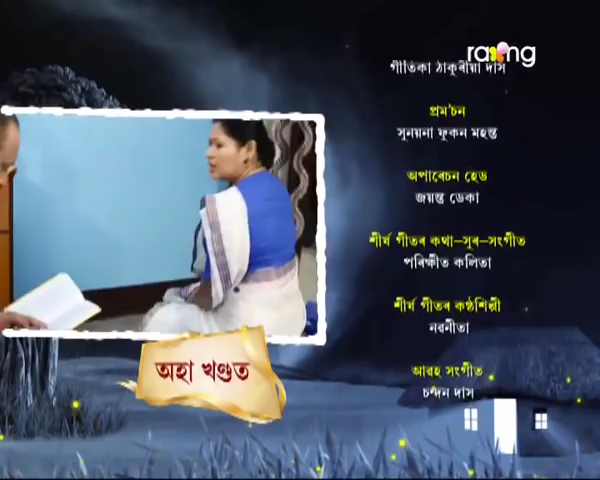 rang
গীতিকা ঠাকুৰীয়া দাস
প্ৰম'চন
সুনয়না ফুকন মহন্ত
অপাৰেচন হেড
জয়ন্ত ডেকা
শীৰ্ষ গীতৰ কথা-সুৰ-সংগীত
পৰিক্ষীত কলিতা
শীৰ্ষ গীতৰ কণ্ঠশিল্পী
নৱনীতা
আৱহ সংগীত
চন্দন দাস
অহা খণ্ডত